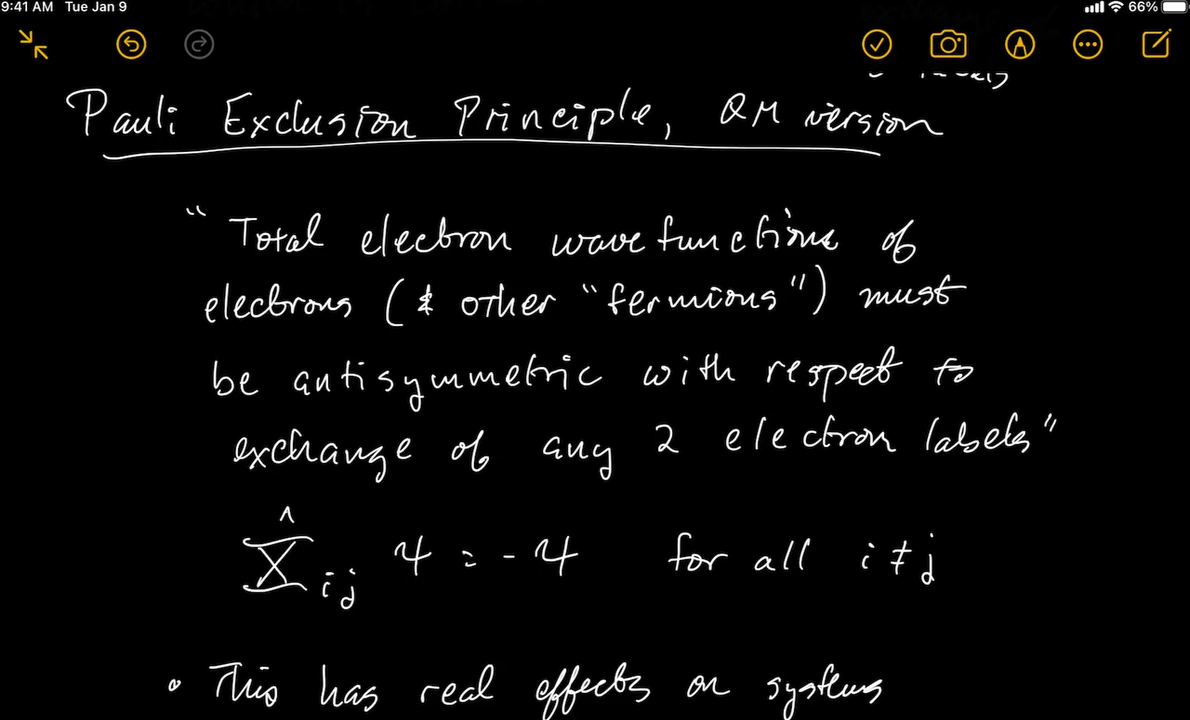 9:41 AM Tue Jan 9
66%
Pauli Exclusion Principle, QM version
"Total electron wavefunctions of
electrons (& other "fermions") must
be antisymmetric with respect to
exchange of any 2 electron labels"
X̂ij Ψ = -Ψ for all i ≠ j
• This has real effects on systems